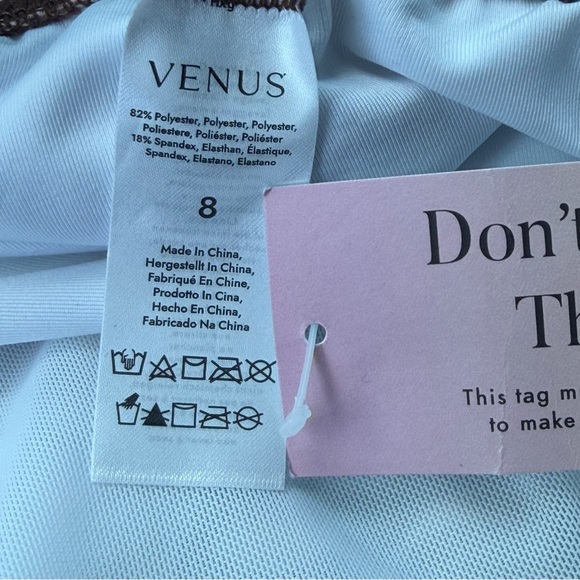 VENUS
82% Polyester, Polyester, Polyester,
Poliestere, Poliéster, Poliéster
18% Spandex, Elasthan, Élastique,
Spandex, Elastano, Elastano
8
Made In China,
Hergestellt In China,
Fabriqué En Chine,
Prodotto In Cina,
Hecho En China,
Fabricado Na China
Don't
Th
This tag m
to make